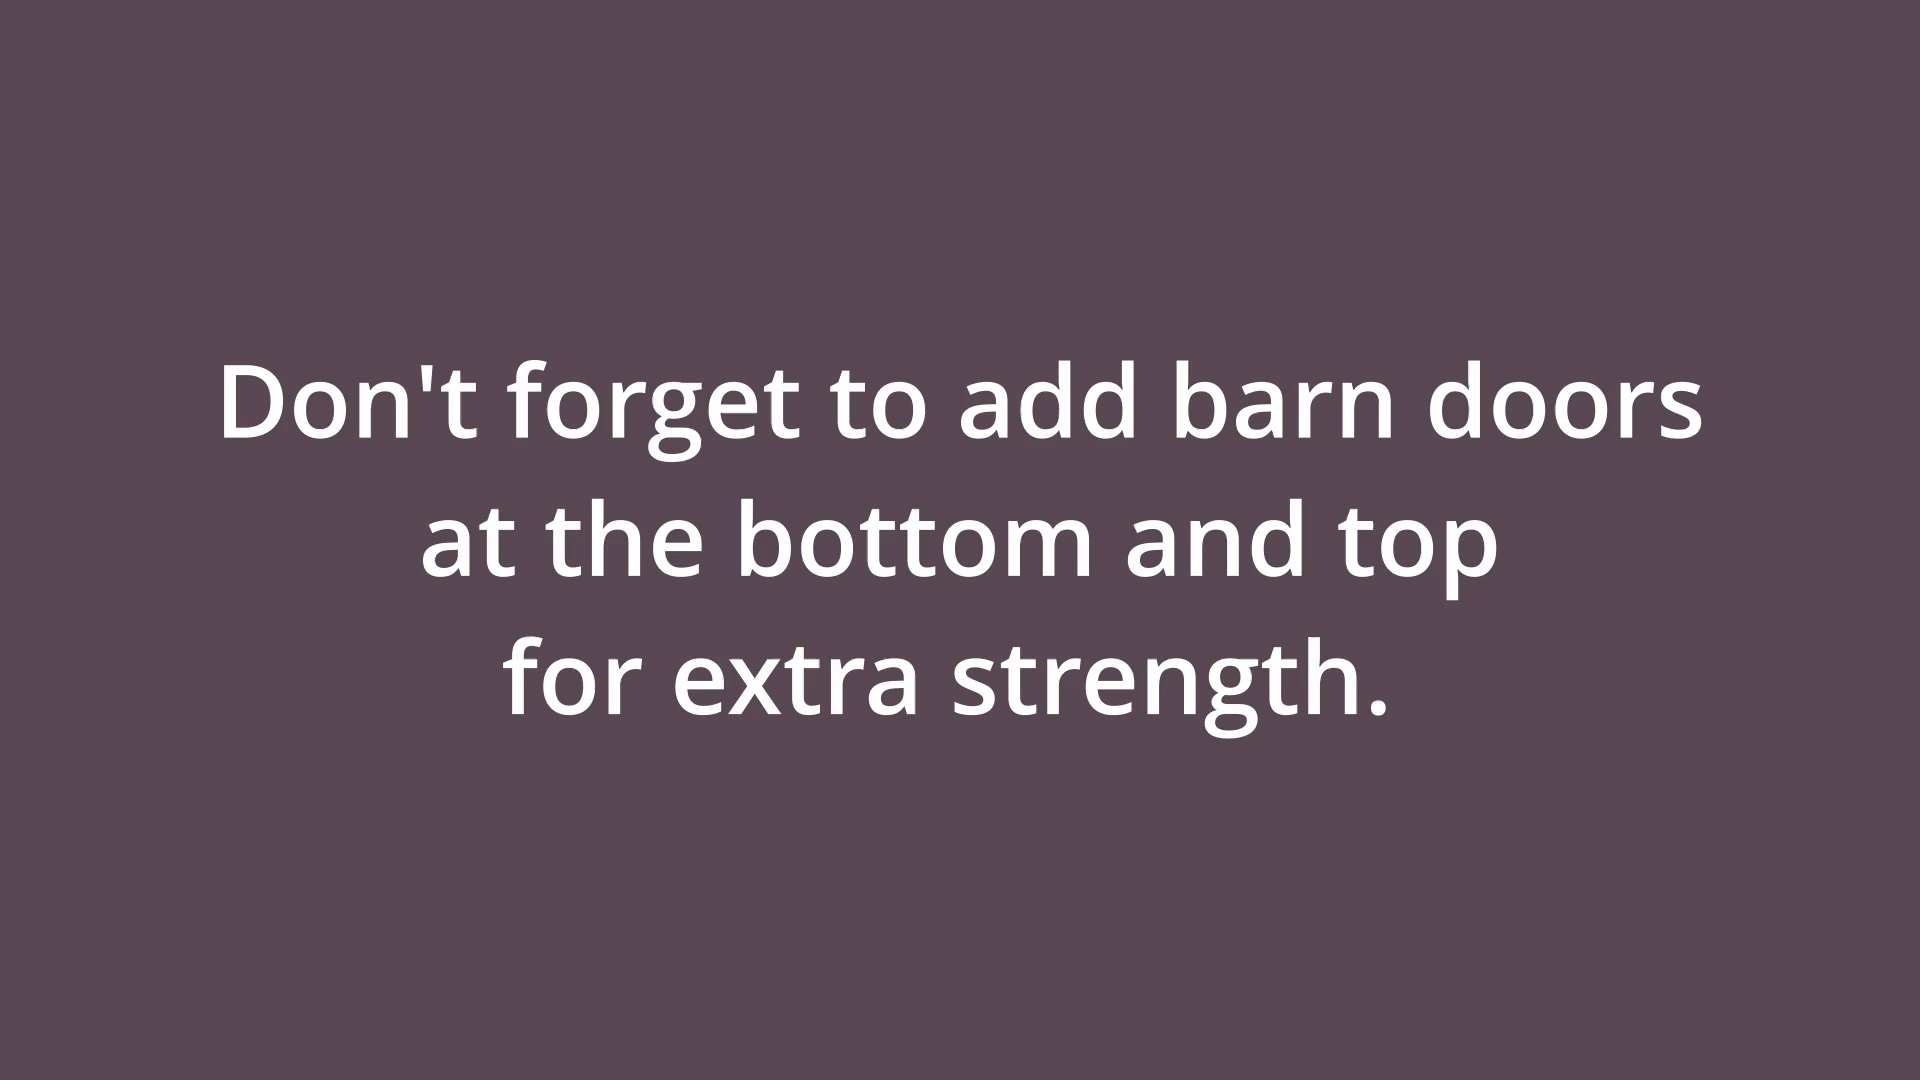 Don't forget to add barn doors
at the bottom and top
for extra strength.